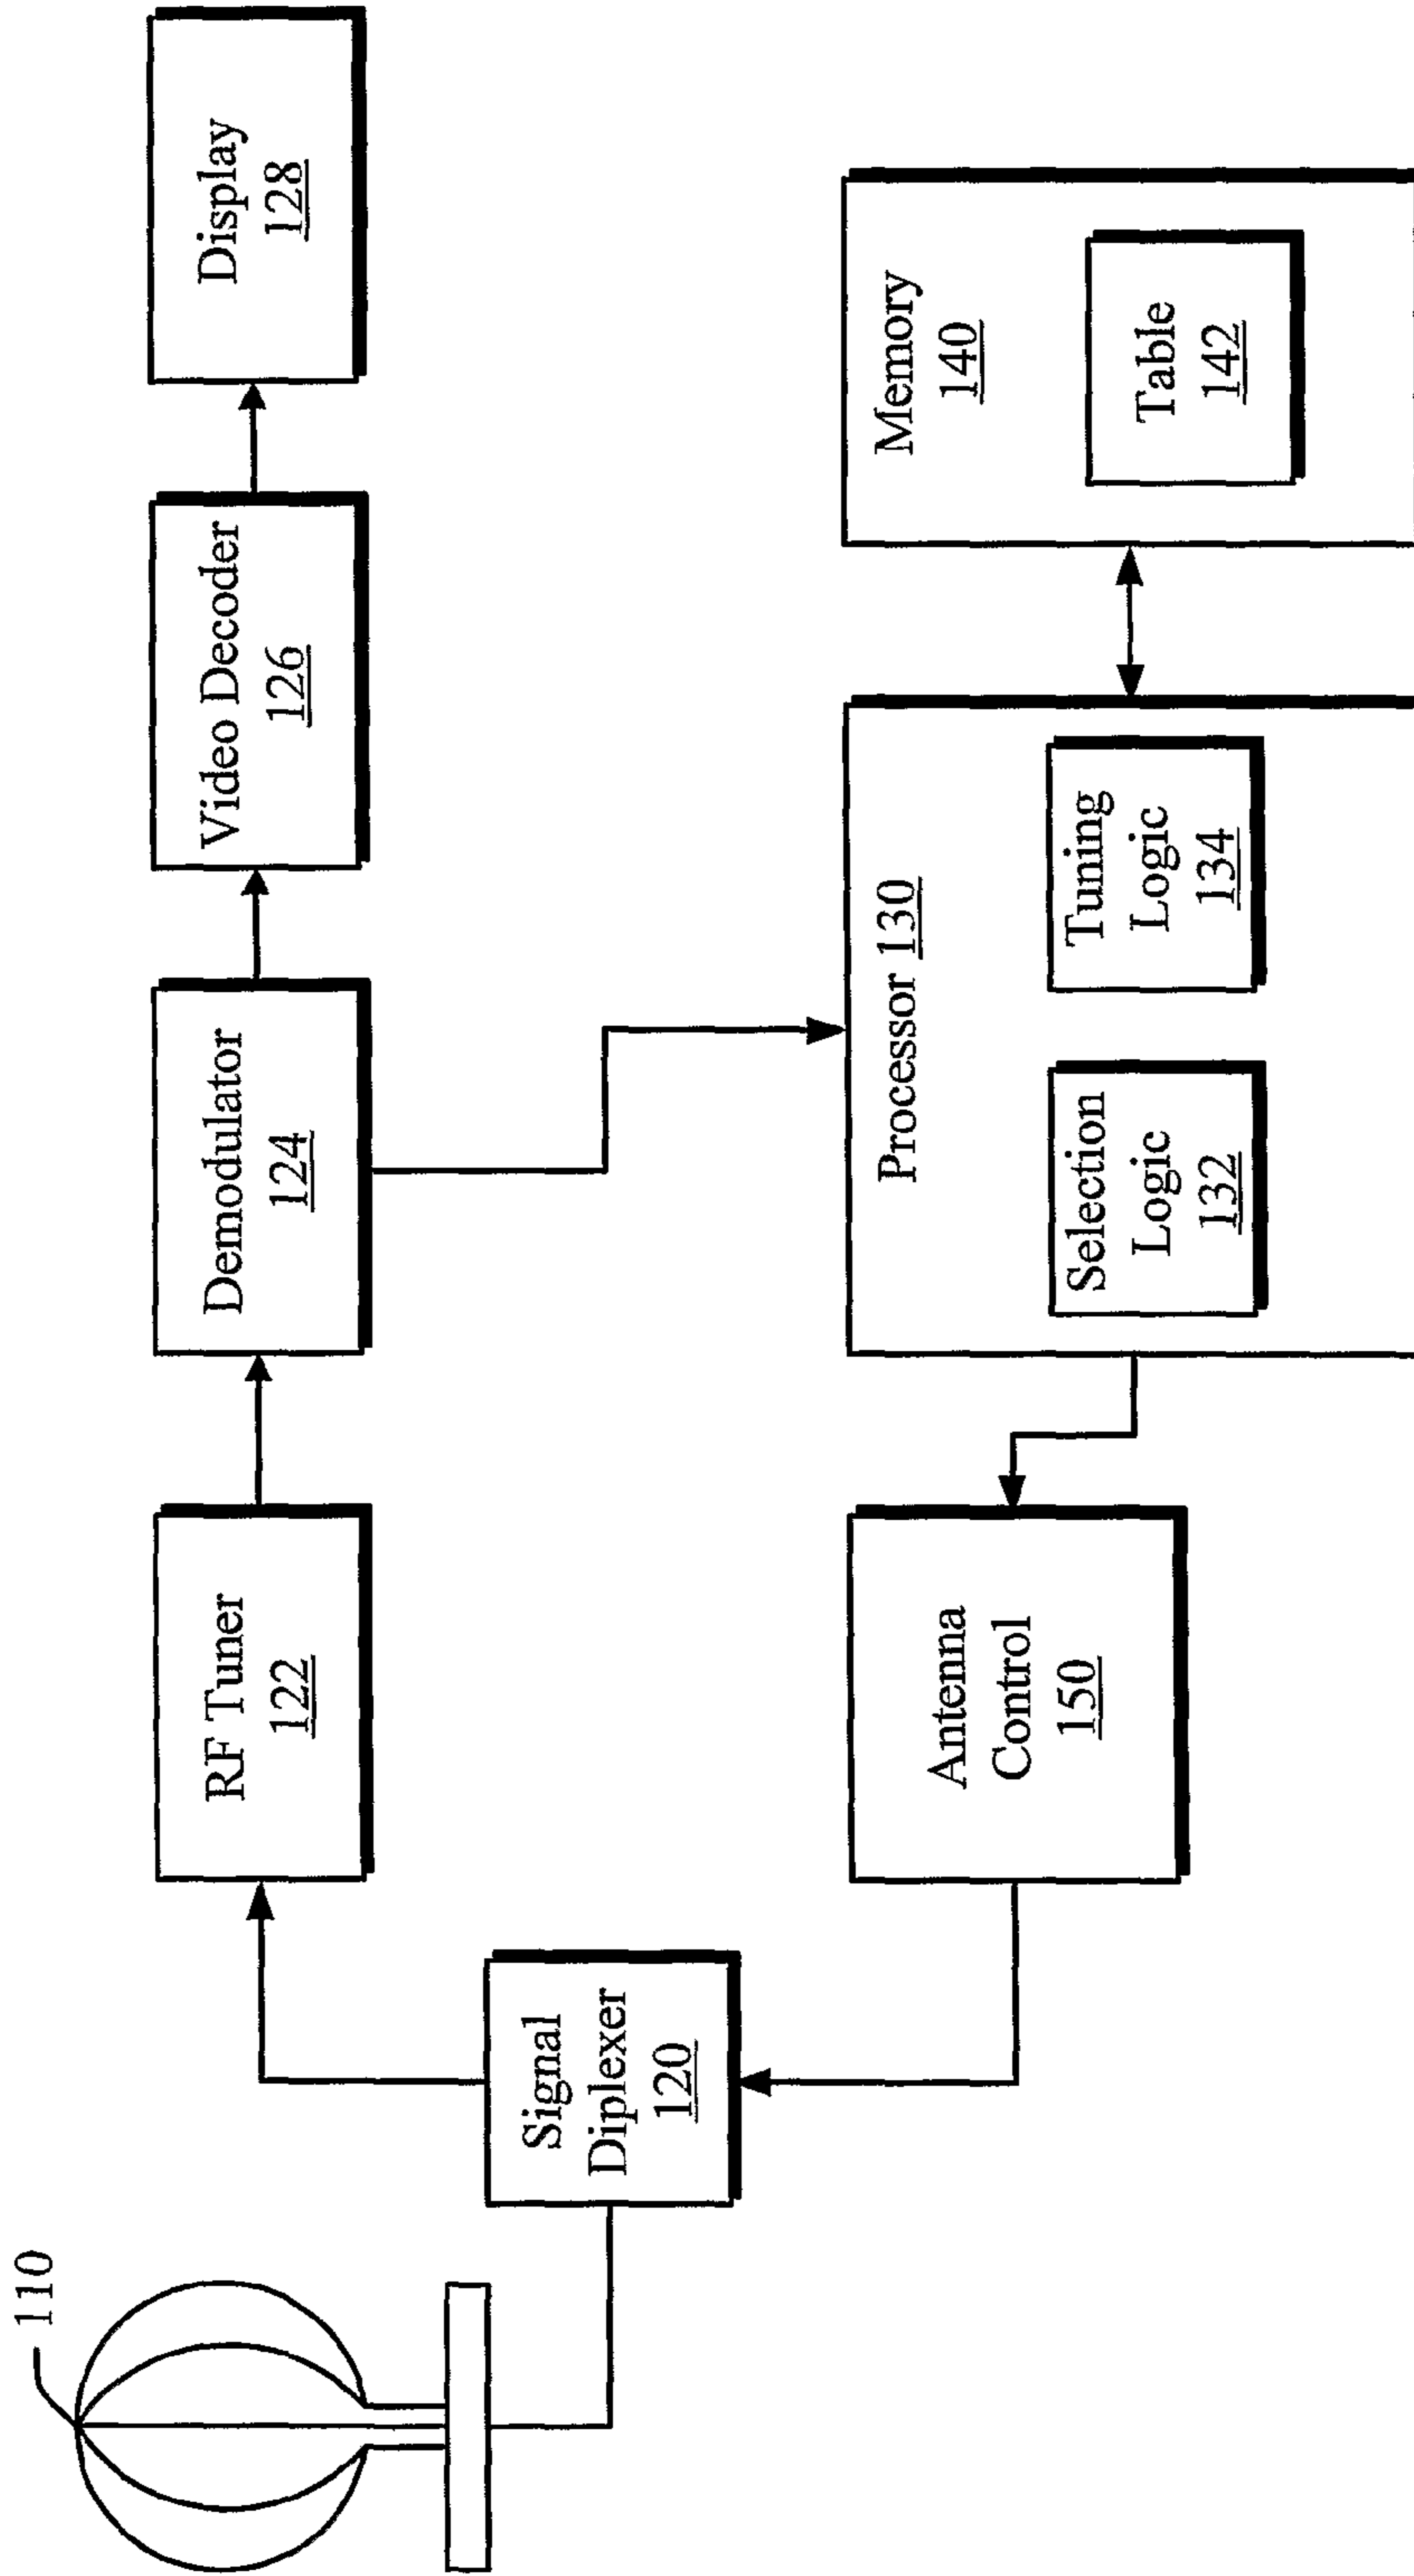 110
Signal
Diplexer
120
RF Tuner
122
Demodulator
124
Video Decoder
126
Display
128
Antenna
Control
150
Processor 130
Selection
Logic
132
Tuning
Logic
134
Memory
140
Table
142